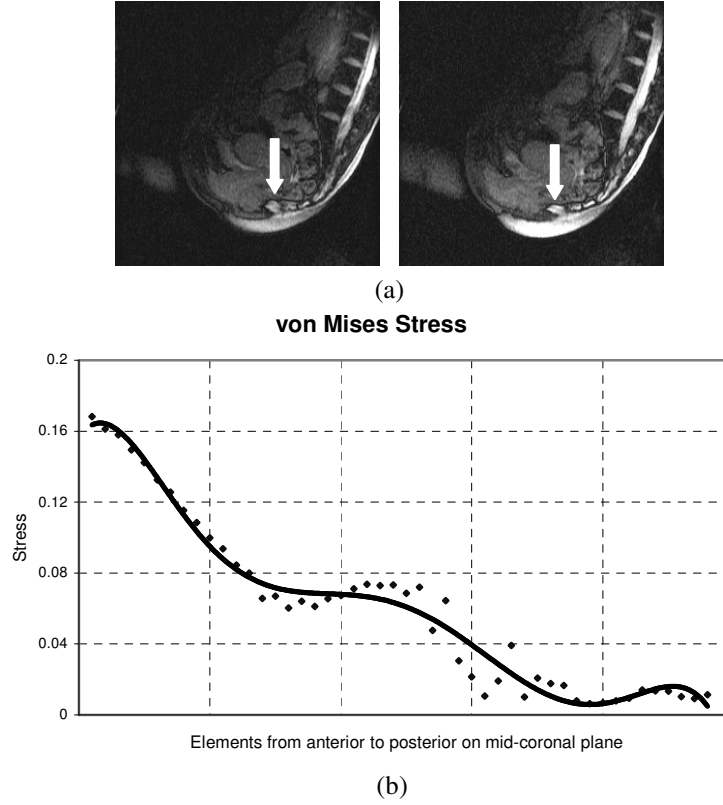 (a)
von Mises Stress
0.2
0.16
0.12
0.08
0.04
0
Stress
Elements from anterior to posterior on mid-coronal plane
(b)